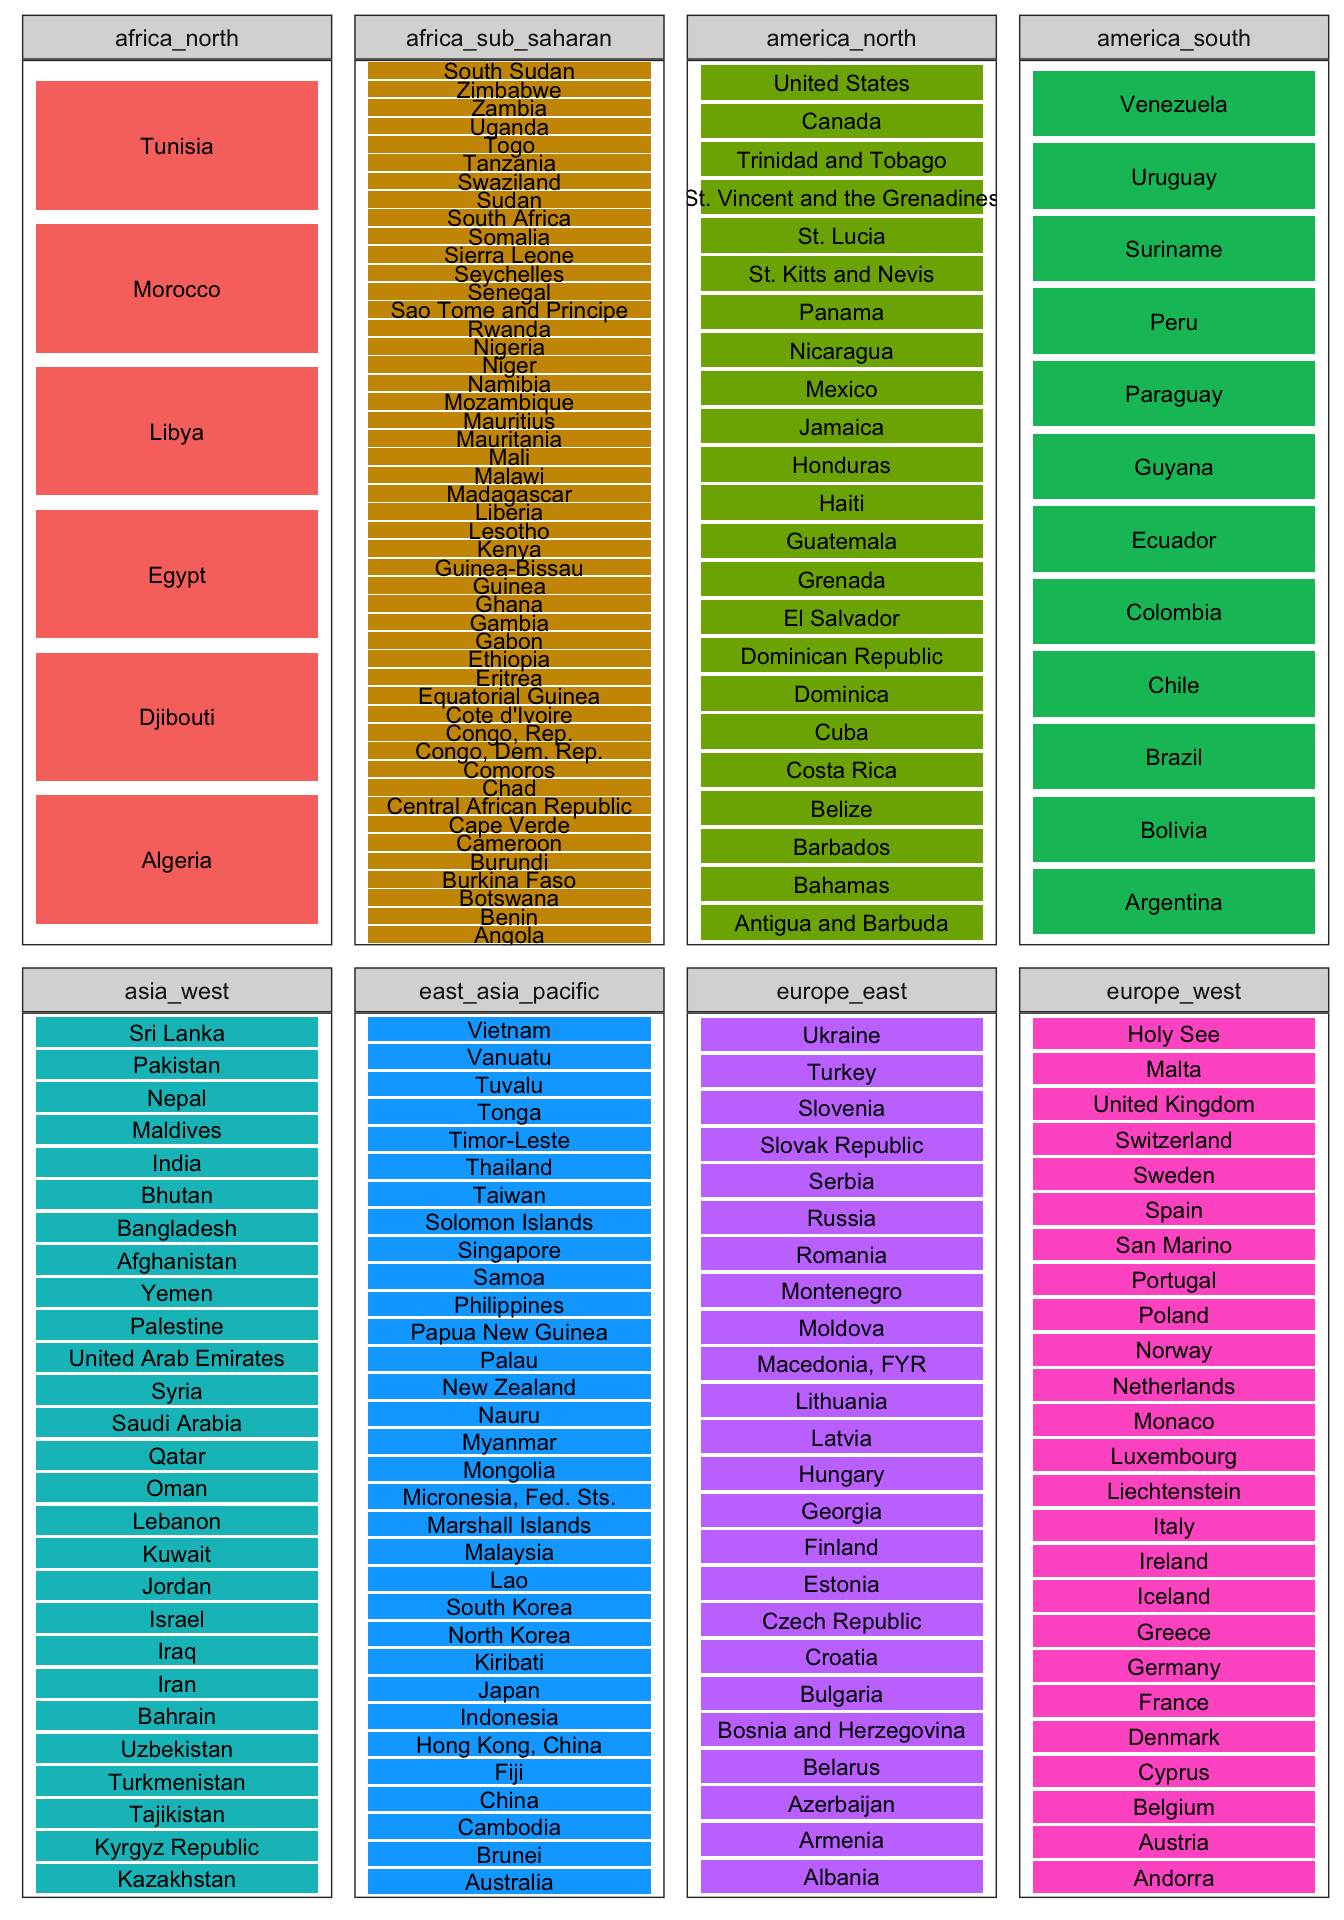 africa_north
Tunisia
Morocco
Libya
Egypt
Djibouti
Algeria
africa_sub_saharan
South Sudan
Zimbabwe
Zambia
Uganda
Togo
Tanzania
Swaziland
Sudan
South Africa
Somalia
Sierra Leone
Seychelles
Senegal
Sao Tome and Principe
Rwanda
Nigeria
Niger
Namibia
Mozambique
Mauritius
Mauritania
Mali
Malawi
Madagascar
Liberia
Lesotho
Kenya
Guinea-Bissau
Guinea
Ghana
Gambia
Gabon
Ethiopia
Eritrea
Equatorial Guinea
Cote d'Ivoire
Congo, Rep.
Congo, Dem. Rep.
Comoros
Chad
Central African Republic
Cape Verde
Cameroon
Burundi
Burkina Faso
Botswana
Benin
Angola
america_north
United States
Canada
Trinidad and Tobago
St. Vincent and the Grenadines
St. Lucia
St. Kitts and Nevis
Panama
Nicaragua
Mexico
Jamaica
Honduras
Haiti
Guatemala
Grenada
El Salvador
Dominican Republic
Dominica
Cuba
Costa Rica
Belize
Barbados
Bahamas
Antigua and Barbuda
america_south
Venezuela
Uruguay
Suriname
Peru
Paraguay
Guyana
Ecuador
Colombia
Chile
Brazil
Bolivia
Argentina
asia_west
Sri Lanka
Pakistan
Nepal
Maldives
India
Bhutan
Bangladesh
Afghanistan
Yemen
Palestine
United Arab Emirates
Syria
Saudi Arabia
Qatar
Oman
Lebanon
Kuwait
Jordan
Israel
Iraq
Iran
Bahrain
Uzbekistan
Turkmenistan
Tajikistan
Kyrgyz Republic
Kazakhstan
east_asia_pacific
Vietnam
Vanuatu
Tuvalu
Tonga
Timor-Leste
Thailand
Taiwan
Solomon Islands
Singapore
Samoa
Philippines
Papua New Guinea
Palau
New Zealand
Nauru
Myanmar
Mongolia
Micronesia, Fed. Sts.
Marshall Islands
Malaysia
Lao
South Korea
North Korea
Kiribati
Japan
Indonesia
Hong Kong, China
Fiji
China
Cambodia
Brunei
Australia
europe_east
Ukraine
Turkey
Slovenia
Slovak Republic
Serbia
Russia
Romania
Montenegro
Moldova
Macedonia, FYR
Lithuania
Latvia
Hungary
Georgia
Finland
Estonia
Czech Republic
Croatia
Bulgaria
Bosnia and Herzegovina
Belarus
Azerbaijan
Armenia
Albania
europe_west
Holy See
Malta
United Kingdom
Switzerland
Sweden
Spain
San Marino
Portugal
Poland
Norway
Netherlands
Monaco
Luxembourg
Liechtenstein
Italy
Ireland
Iceland
Greece
Germany
France
Denmark
Cyprus
Belgium
Austria
Andorra